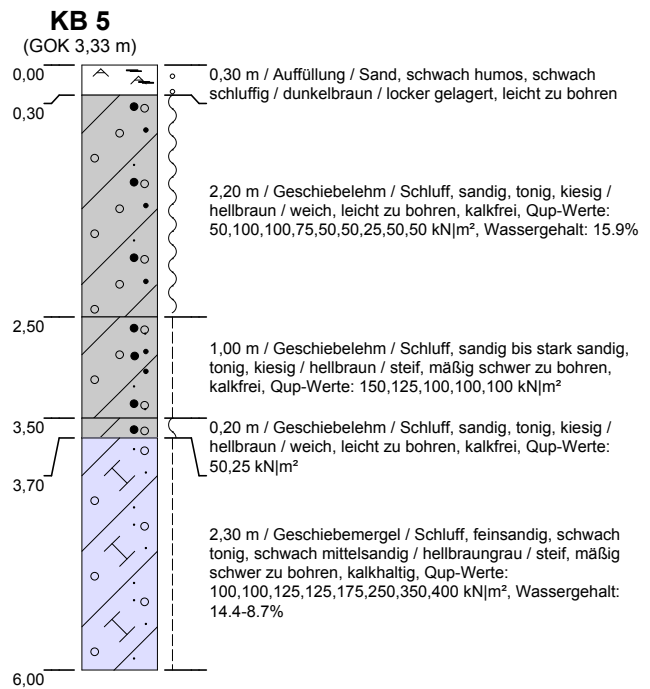 KB 5
(GOK 3,33 m)
0,00
0,30 m / Auffüllung / Sand, schwach humos, schwach
schluffig / dunkelbraun / locker gelagert, leicht zu bohren
0,30
2,20 m / Geschiebelehm / Schluff, sandig, tonig, kiesig /
hellbraun / weich, leicht zu bohren, kalkfrei, Qup-Werte:
50,100,100,75,50,50,25,50,50 kN|m², Wassergehalt: 15.9%
2,50
1,00 m / Geschiebelehm / Schluff, sandig bis stark sandig,
tonig, kiesig / hellbraun / steif, mäßig schwer zu bohren,
kalkfrei, Qup-Werte: 150,125,100,100,100 kN|m²
3,50
0,20 m / Geschiebelehm / Schluff, sandig, tonig, kiesig /
hellbraun / weich, leicht zu bohren, kalkfrei, Qup-Werte:
50,25 kN|m²
3,70
2,30 m / Geschiebemergel / Schluff, feinsandig, schwach
tonig, schwach mittelsandig / hellbraungrau / steif, mäßig
schwer zu bohren, kalkhaltig, Qup-Werte:
100,100,125,125,175,250,350,400 kN|m², Wassergehalt:
14.4-8.7%
6,00